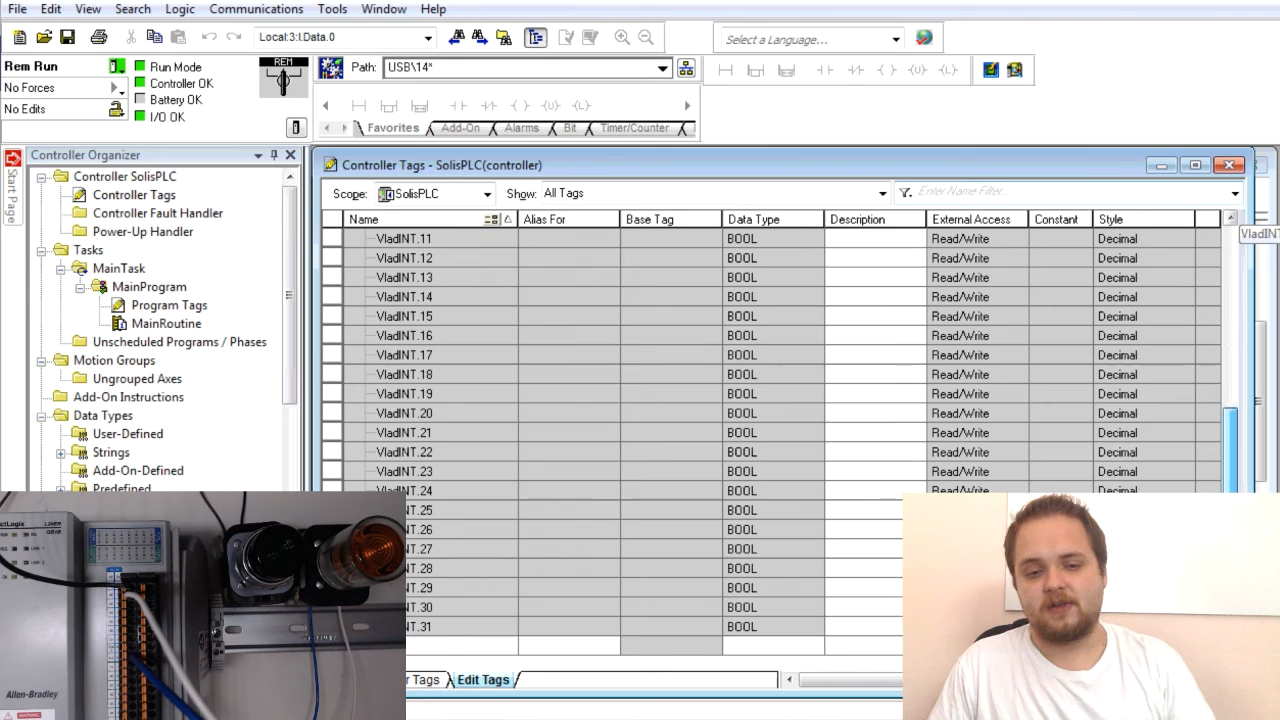 File Edit View Search Logic Communications Tools Window Help
Local:3:I.Data.0
Select a Language...
Rem Run
Run Mode
REM
Path: USB\14*
No Forces
Controller OK
Battery OK
No Edits
I/O OK
Favorites Add-On Alarms Bit Timer/Counter
Start Page
Controller Organizer
Controller SolisPLC
Controller Tags
Controller Fault Handler
Power-Up Handler
Tasks
MainTask
MainProgram
Program Tags
MainRoutine
Unscheduled Programs / Phases
Motion Groups
Ungrouped Axes
Add-On Instructions
Data Types
User-Defined
Strings
Add-On-Defined
Predefined
Controller Tags - SolisPLC(controller)
Scope: SolisPLC Show: All Tags Enter Name Filter...
Name Alias For Base Tag Data Type Description External Access Constant Style
VladINT
VladINT.11 BOOL Read/Write Decimal
VladINT.12 BOOL Read/Write Decimal
VladINT.13 BOOL Read/Write Decimal
VladINT.14 BOOL Read/Write Decimal
VladINT.15 BOOL Read/Write Decimal
VladINT.16 BOOL Read/Write Decimal
VladINT.17 BOOL Read/Write Decimal
VladINT.18 BOOL Read/Write Decimal
VladINT.19 BOOL Read/Write Decimal
VladINT.20 BOOL Read/Write Decimal
VladINT.21 BOOL Read/Write Decimal
VladINT.22 BOOL Read/Write Decimal
VladINT.23 BOOL Read/Write Decimal
VladINT.24 BOOL Read/Write Decimal
T.25 BOOL
T.26 BOOL
T.27 BOOL
T.28 BOOL
T.29 BOOL
T.30 BOOL
T.31 BOOL
r Tags Edit Tags
ctLogix
Allen-Bradley